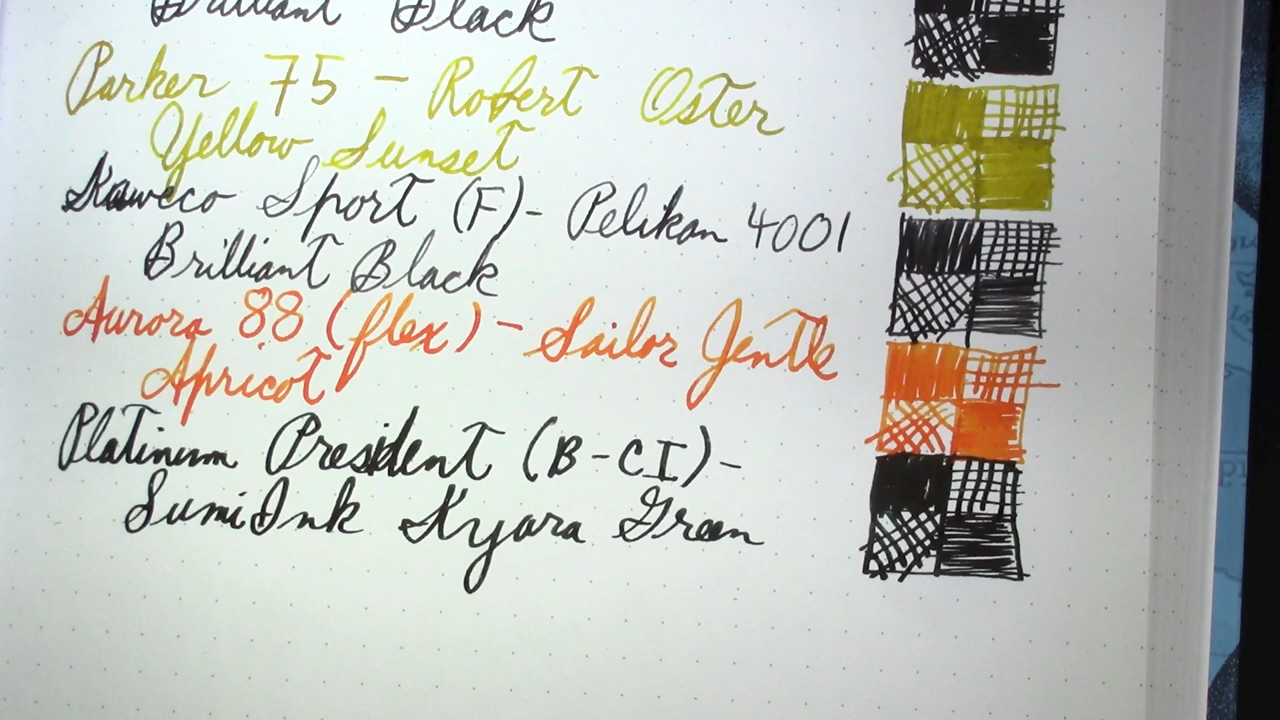 Brilliant Black
Parker 75 - Robert Oster
Yellow Sunset
Kaweco Sport (F)- Pelikan 4001
Brilliant Black
Aurora 88 (flex) - Sailor Jentle
Apricot
Platinum President (B-CI)-
Sumi Ink Kyara Green